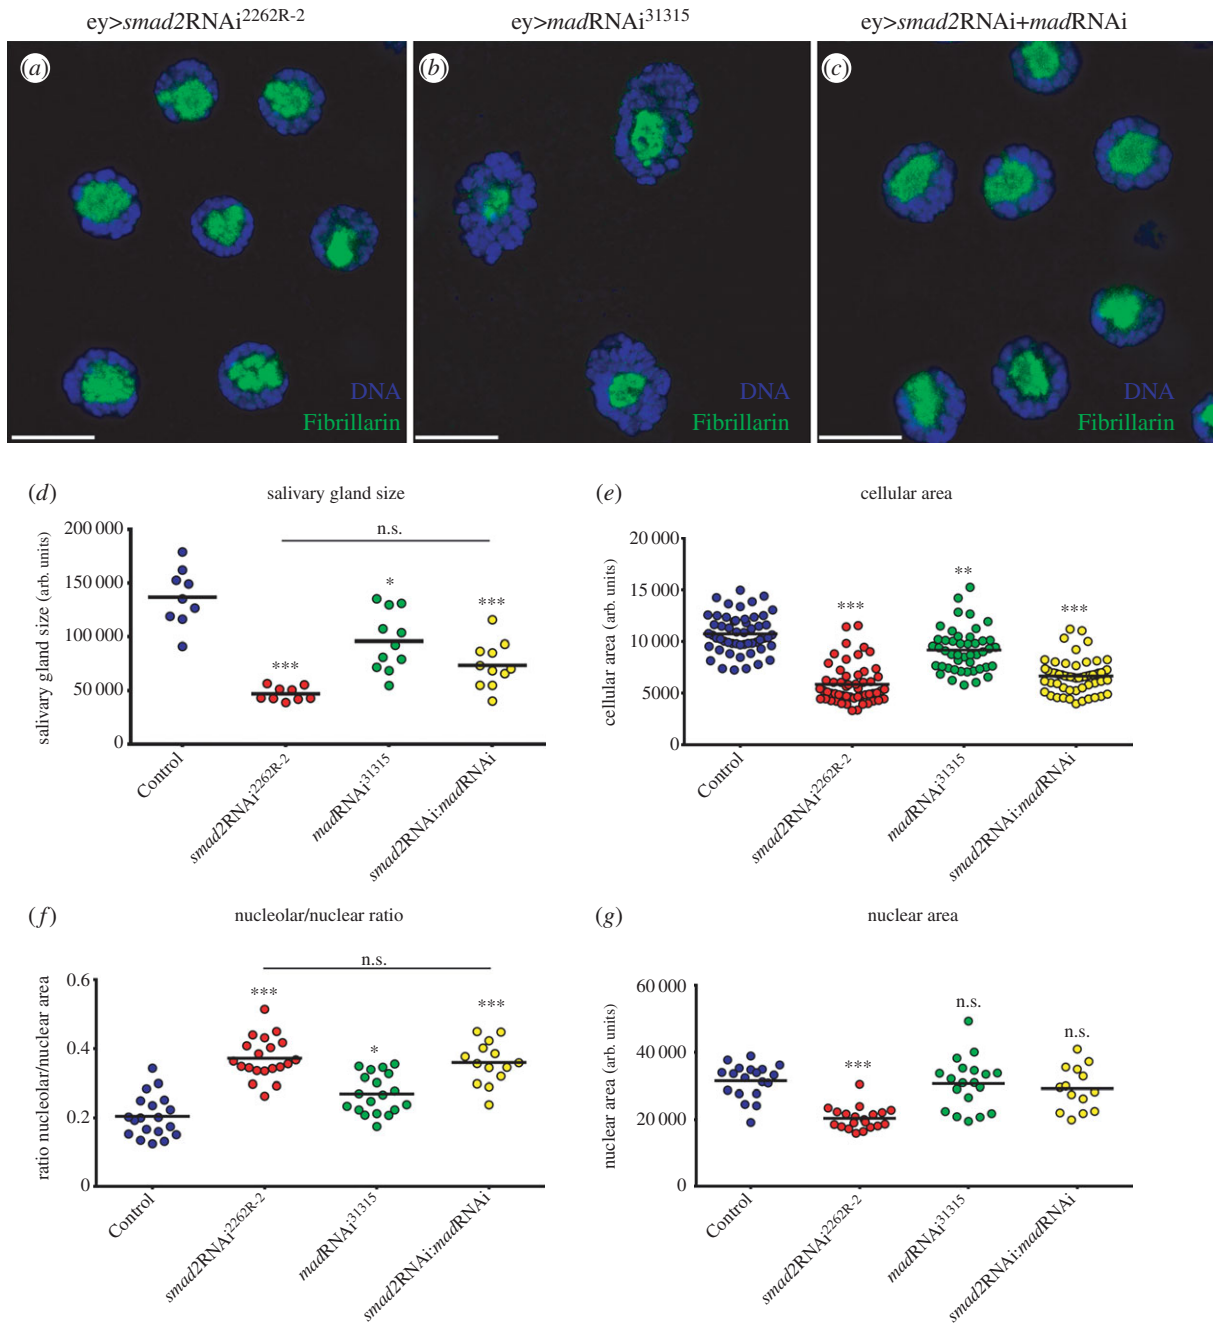 ey>smad2RNAi2262R-2
ey>madRNAi31315
ey>smad2RNAi+madRNAi
(a)
DNA
Fibrillarin
(b)
DNA
Fibrillarin
(c)
DNA
Fibrillarin
(d)
salivary gland size
salivary gland size (arb. units)
200 000
150 000
100 000
50 000
0
n.s.
***
*
***
Control
smad2RNAi2262R-2
madRNAi31315
smad2RNAi:madRNAi
(e)
cellular area
cellular area (arb. units)
20 000
15 000
10 000
5000
0
***
**
***
Control
smad2RNAi2262R-2
madRNAi31315
smad2RNAi:madRNAi
(f)
nucleolar/nuclear ratio
ratio nucleolar/nuclear area
0.6
0.4
0.2
0
n.s.
***
*
***
Control
smad2RNAi2262R-2
madRNAi31315
smad2RNAi:madRNAi
(g)
nuclear area
nuclear area (arb. units)
60 000
40 000
20 000
0
***
n.s.
n.s.
Control
smad2RNAi2262R-2
madRNAi31315
smad2RNAi:madRNAi